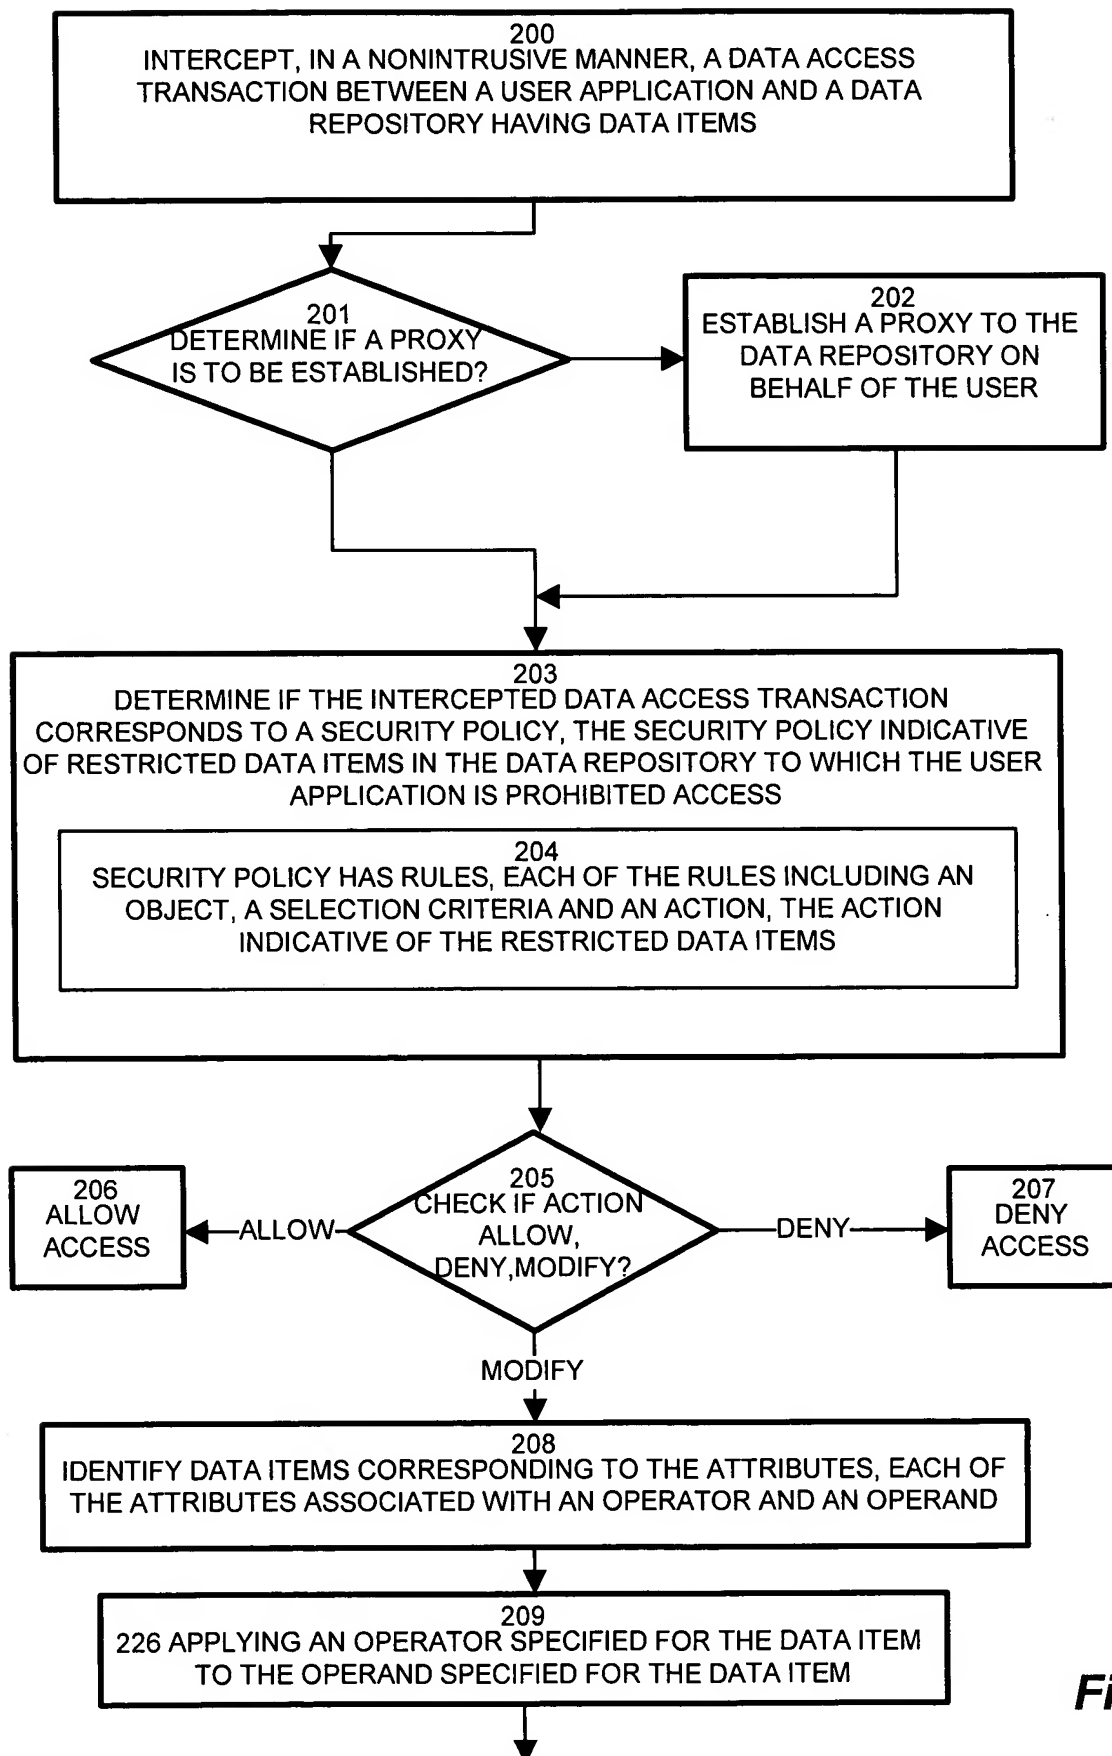 200
INTERCEPT, IN A NONINTRUSIVE MANNER, A DATA ACCESS
TRANSACTION BETWEEN A USER APPLICATION AND A DATA
REPOSITORY HAVING DATA ITEMS
201
DETERMINE IF A PROXY
IS TO BE ESTABLISHED?
202
ESTABLISH A PROXY TO THE
DATA REPOSITORY ON
BEHALF OF THE USER
203
DETERMINE IF THE INTERCEPTED DATA ACCESS TRANSACTION
CORRESPONDS TO A SECURITY POLICY, THE SECURITY POLICY INDICATIVE
OF RESTRICTED DATA ITEMS IN THE DATA REPOSITORY TO WHICH THE USER
APPLICATION IS PROHIBITED ACCESS
204
SECURITY POLICY HAS RULES, EACH OF THE RULES INCLUDING AN
OBJECT, A SELECTION CRITERIA AND AN ACTION, THE ACTION
INDICATIVE OF THE RESTRICTED DATA ITEMS
205
CHECK IF ACTION
ALLOW,
DENY,MODIFY?
ALLOW
206
ALLOW
ACCESS
DENY
207
DENY
ACCESS
MODIFY
208
IDENTIFY DATA ITEMS CORRESPONDING TO THE ATTRIBUTES, EACH OF
THE ATTRIBUTES ASSOCIATED WITH AN OPERATOR AND AN OPERAND
209
226 APPLYING AN OPERATOR SPECIFIED FOR THE DATA ITEM
TO THE OPERAND SPECIFIED FOR THE DATA ITEM